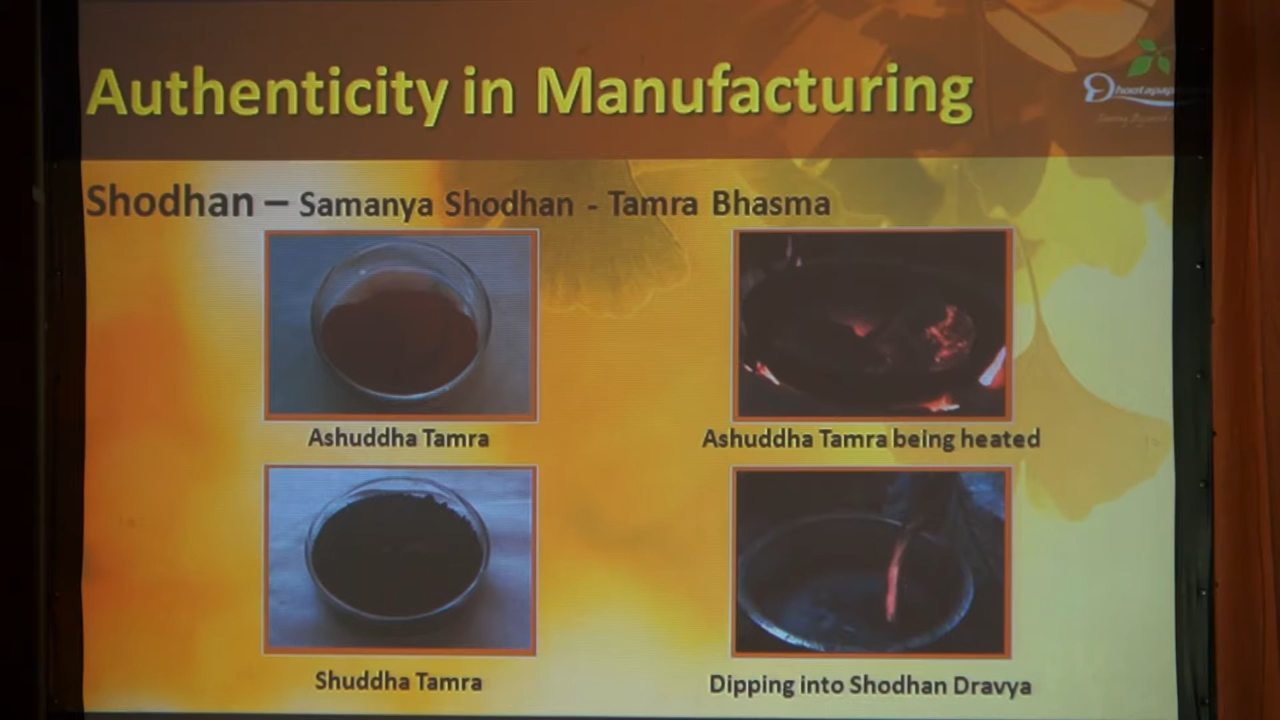 Authenticity in Manufacturing
Shodhan – Samanya Shodhan - Tamra Bhasma
Ashuddha Tamra
Ashuddha Tamra being heated
Shuddha Tamra
Dipping into Shodhan Dravya